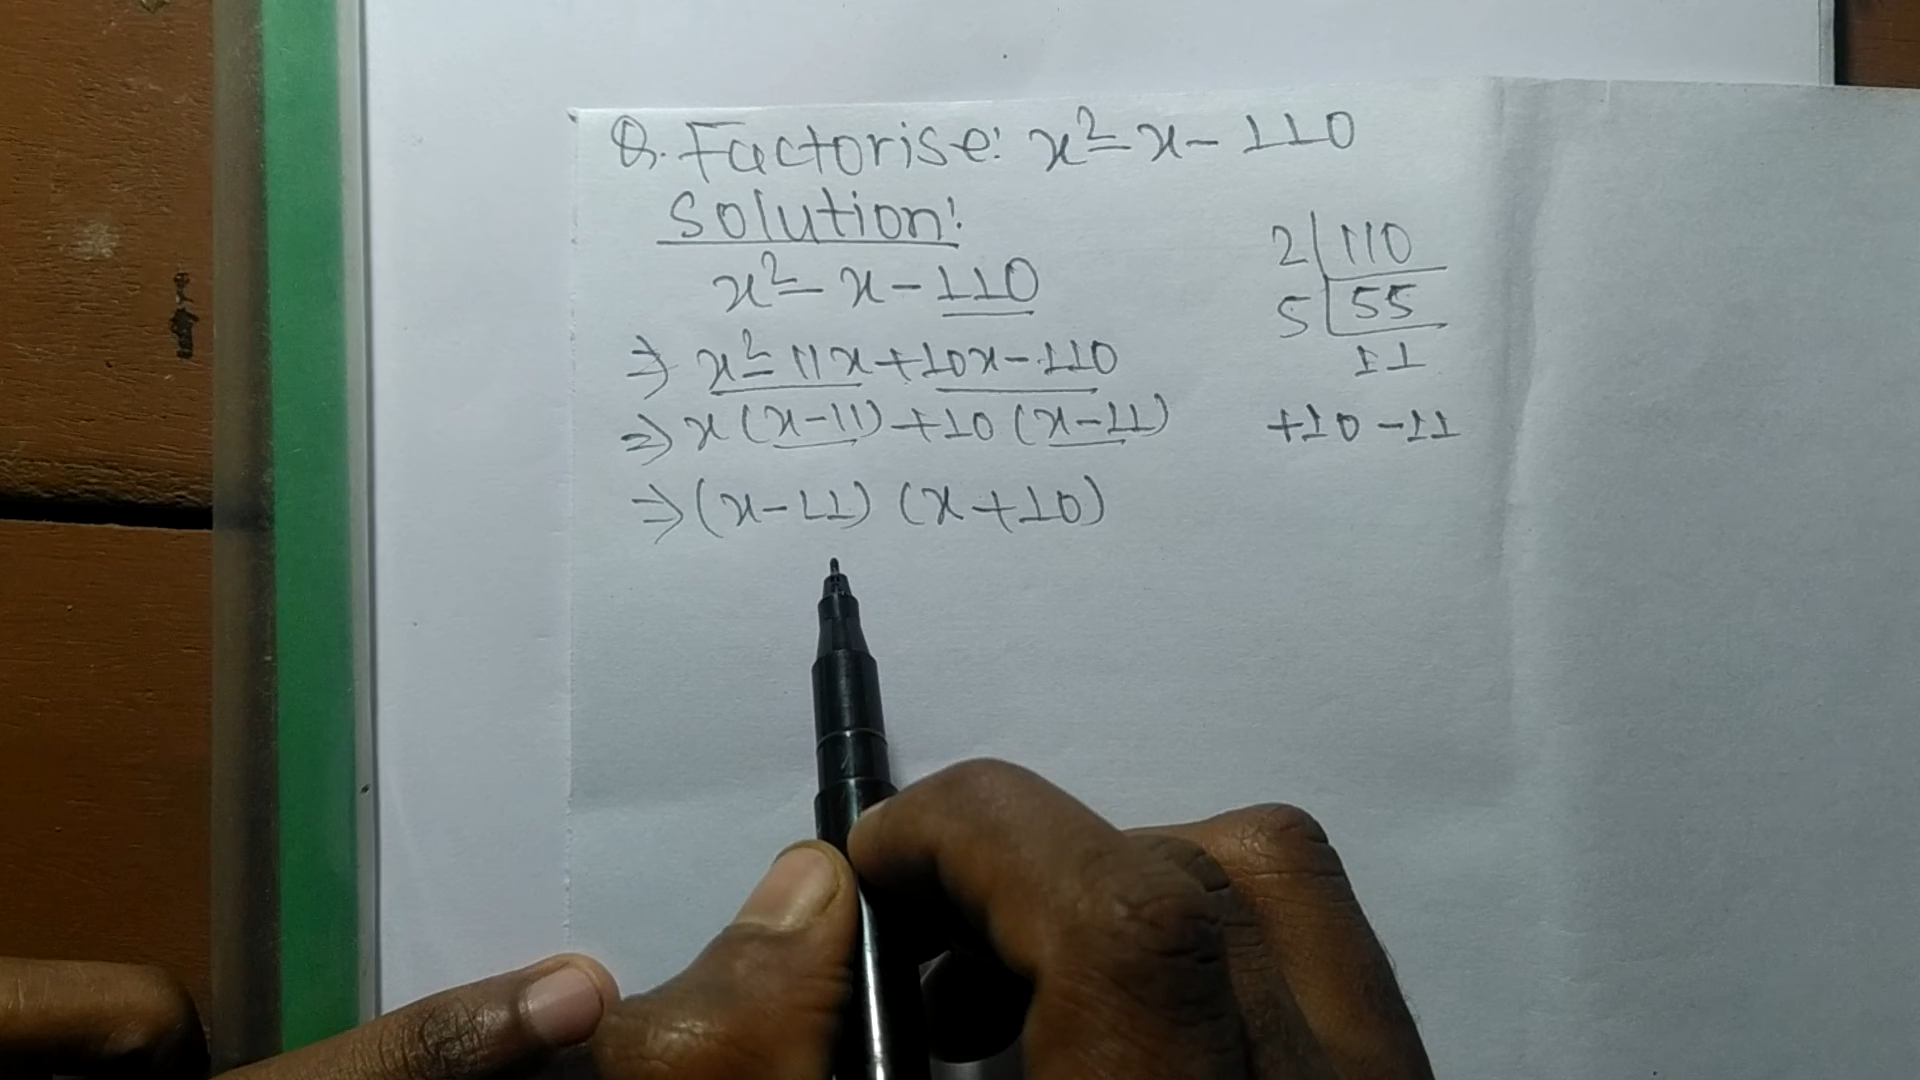 Q. Factorise: x² - x - 110
Solution:
x² - x - 110
⇒ x² - 11x + 10x - 110
⇒ x (x - 11) + 10 (x - 11)
⇒ (x - 11) (x + 10)
2 | 110
5 | 55
11
+10 - 11